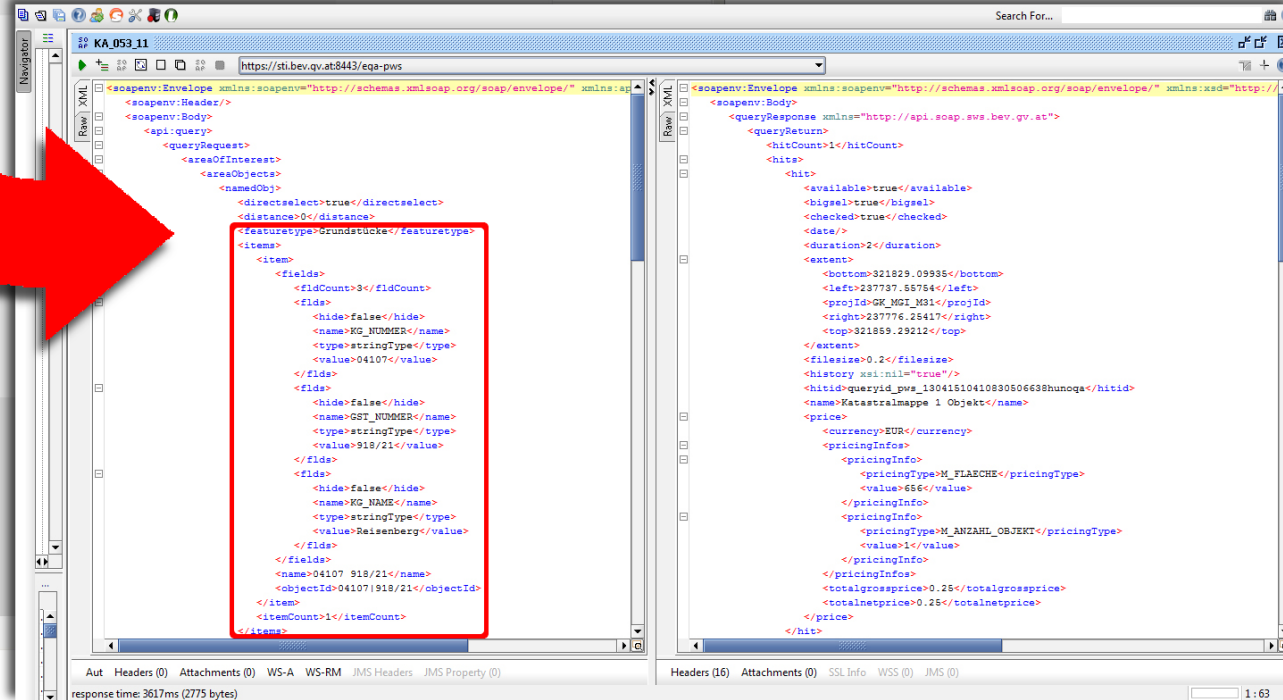 Search For...
Navigator
KA_053_11
https://sti.bev.gv.at:8443/eqa-pws
XML
Raw
<soapenv:Envelope xmlns:soapenv="http://schemas.xmlsoap.org/soap/envelope/" xmlns:ap
<soapenv:Header/>
<soapenv:Body>
<api:query>
<queryRequest>
<areaOfInterest>
<areaObjects>
<namedObj>
<directselect>true</directselect>
<distance>0</distance>
<featuretype>Grundstücke</featuretype>
<items>
<item>
<fields>
<fldCount>3</fldCount>
<flds>
<hide>false</hide>
<name>KG_NUMMER</name>
<type>stringType</type>
<value>04107</value>
</flds>
<flds>
<hide>false</hide>
<name>GST_NUMMER</name>
<type>stringType</type>
<value>918/21</value>
</flds>
<flds>
<hide>false</hide>
<name>KG_NAME</name>
<type>stringType</type>
<value>Reisenberg</value>
</flds>
</fields>
<name>04107 918/21</name>
<objectId>04107|918/21</objectId>
</item>
<itemCount>1</itemCount>
</items>
Aut Headers (0) Attachments (0) WS-A WS-RM JMS Headers JMS Property (0)
response time: 3617ms (2775 bytes)
XML
Raw
<soapenv:Envelope xmlns:soapenv="http://schemas.xmlsoap.org/soap/envelope/" xmlns:xsd="http://
<soapenv:Body>
<queryResponse xmlns="http://api.soap.sws.bev.gv.at">
<queryReturn>
<hitCount>1</hitCount>
<hits>
<hit>
<available>true</available>
<bigsel>true</bigsel>
<checked>true</checked>
<date/>
<duration>2</duration>
<extent>
<bottom>321829.09935</bottom>
<left>237737.55754</left>
<projId>GK_MGI_M31</projId>
<right>237776.25417</right>
<top>321859.29212</top>
</extent>
<filesize>0.2</filesize>
<history xsi:nil="true"/>
<hitid>queryid_pws_13041510410830506638hunoqa</hitid>
<name>Katastralmappe 1 Objekt</name>
<price>
<currency>EUR</currency>
<pricingInfos>
<pricingInfo>
<pricingType>M_FLAECHE</pricingType>
<value>656</value>
</pricingInfo>
<pricingInfo>
<pricingType>M_ANZAHL_OBJEKT</pricingType>
<value>1</value>
</pricingInfo>
</pricingInfos>
<totalgrossprice>0.25</totalgrossprice>
<totalnetprice>0.25</totalnetprice>
</price>
</hit>
Headers (16) Attachments (0) SSL Info WSS (0) JMS (0)
1:63